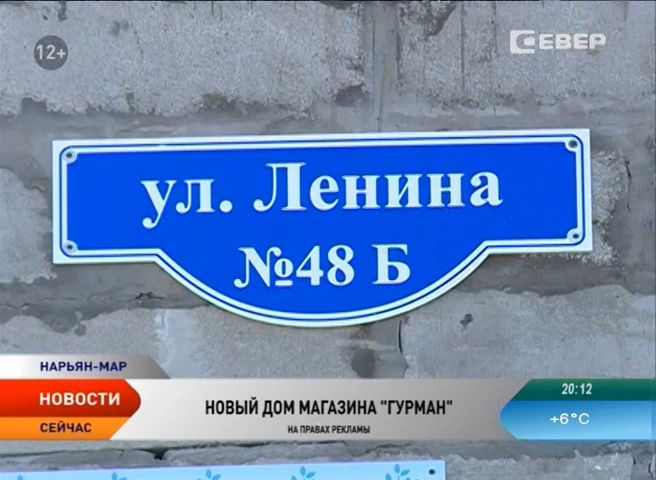 12+
СЕВЕР
ул. Ленина
№48 Б
НАРЬЯН-МАР
НОВОСТИ
СЕЙЧАС
НОВЫЙ ДОМ МАГАЗИНА "ГУРМАН"
НА ПРАВАХ РЕКЛАМЫ
20:12
+6°C